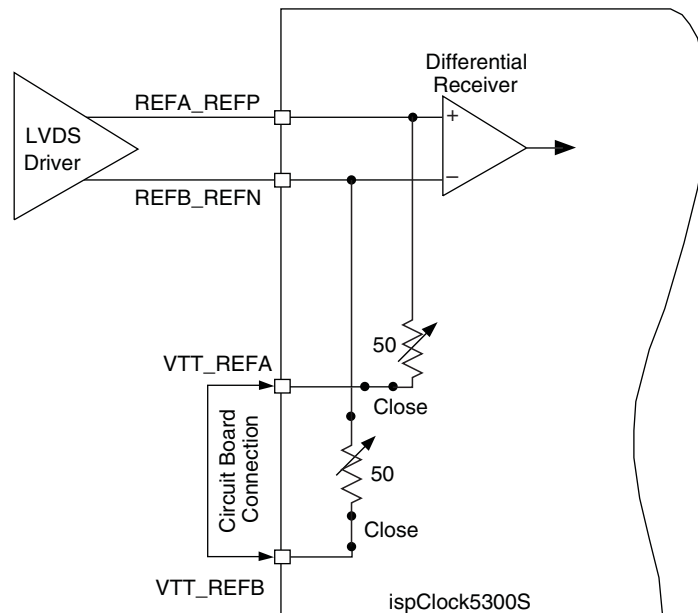 Differential
Receiver
REFA_REFP
+
LVDS
Driver
−
REFB_REFN
50
VTT_REFA
Close
Circuit Board
Connection
50
Close
VTT_REFB
ispClock5300S